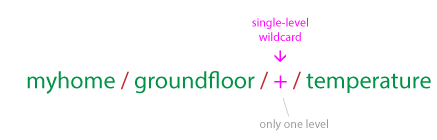 single-level
wildcard
myhome / groundfloor / + / temperature
only one level